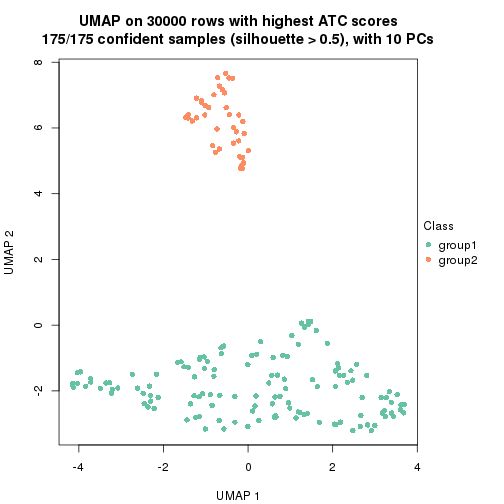 UMAP on 30000 rows with highest ATC scores
175/175 confident samples (silhouette > 0.5), with 10 PCs
8
6
4
2
0
-2
UMAP 2
-4
-2
0
2
4
UMAP 1
Class
group1
group2